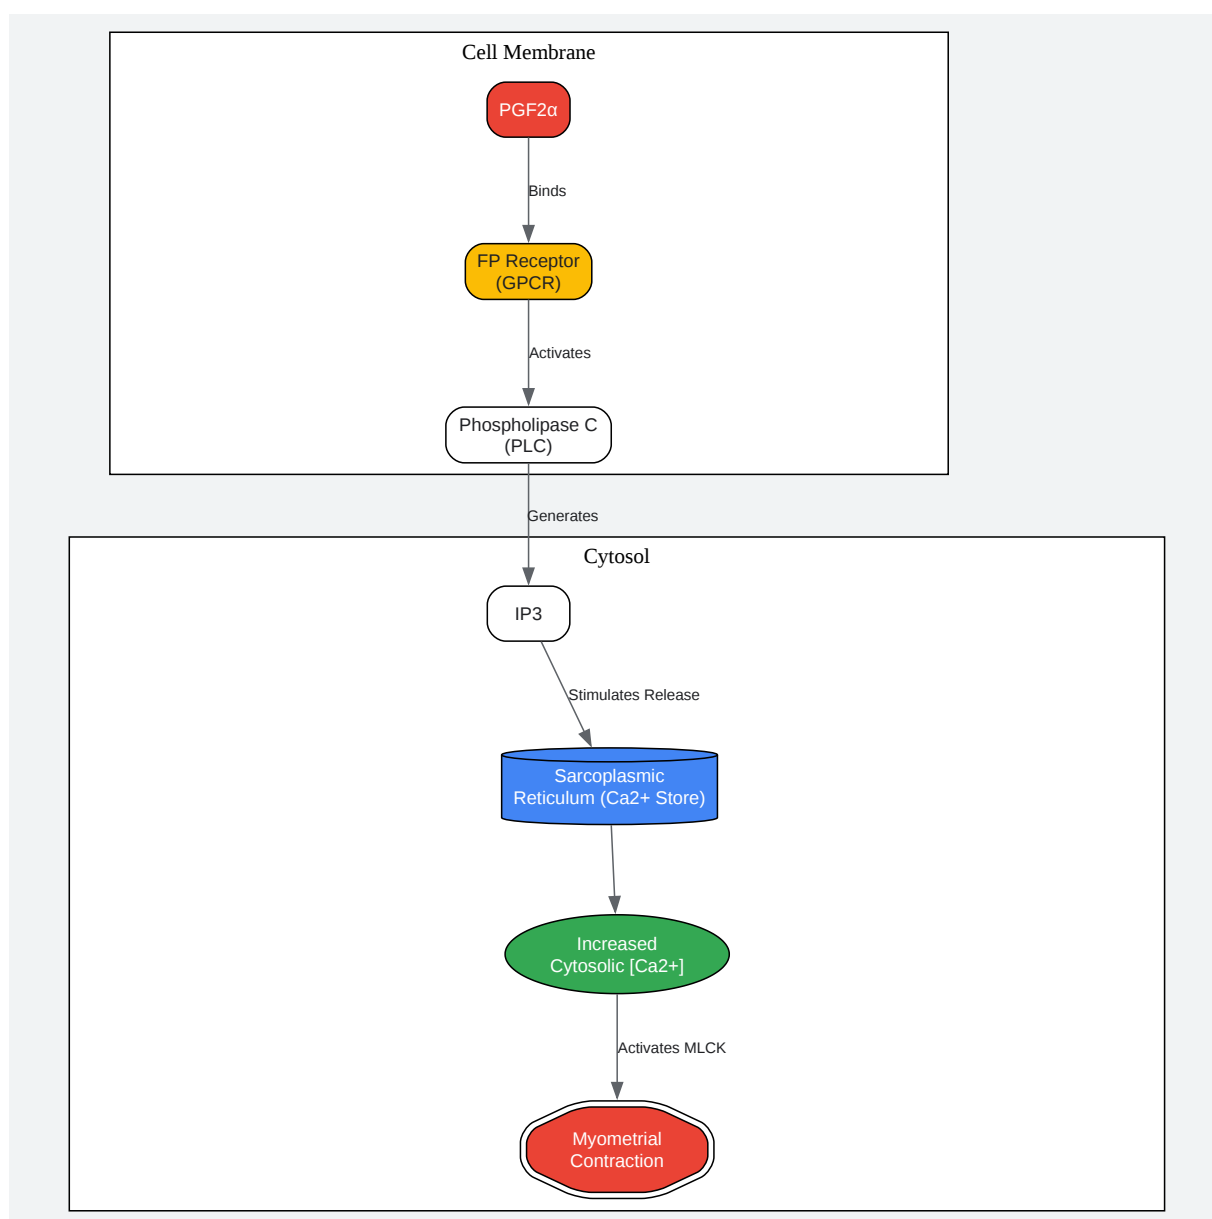 Cell Membrane
PGF2α
Binds
FP Receptor
(GPCR)
Activates
Phospholipase C
(PLC)
Generates
Cytosol
IP3
Stimulates Release
Sarcoplasmic
Reticulum (Ca2+ Store)
Increased
Cytosolic [Ca2+]
Activates MLCK
Myometrial
Contraction